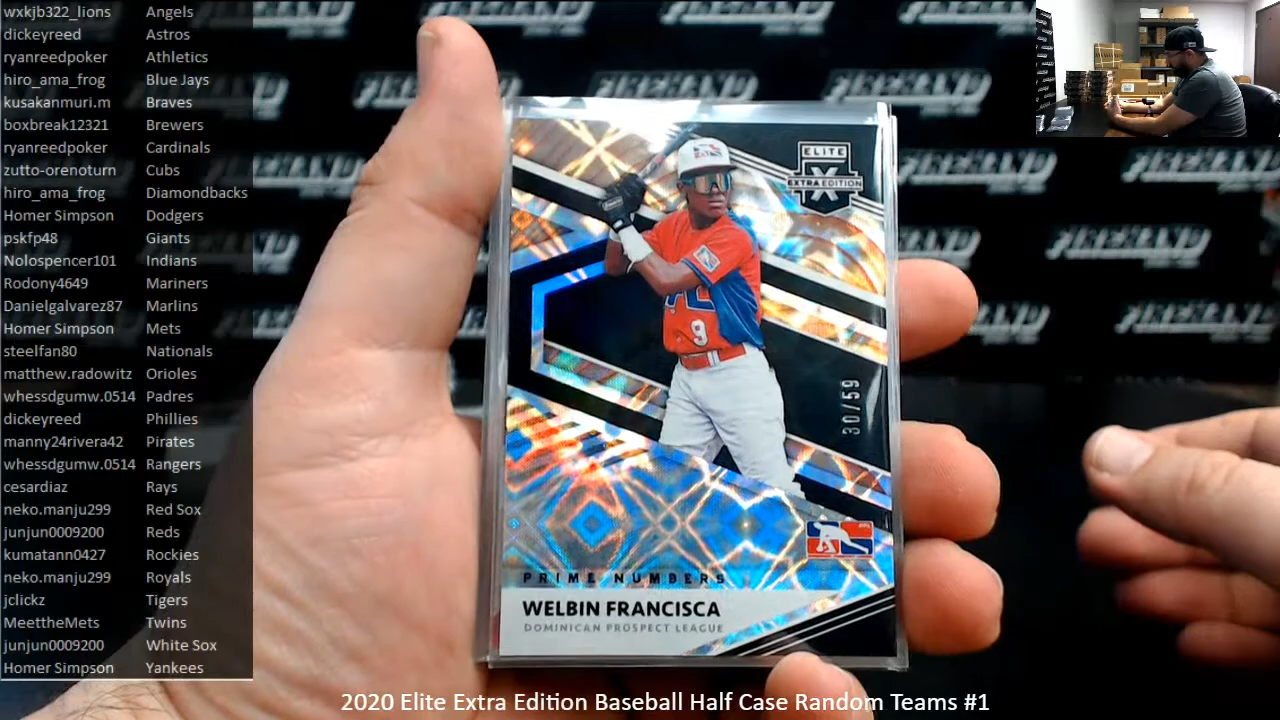 wxkjb322_lions Angels
dickeyreed Astros
ryanreedpoker Athletics
hiro_ama_frog Blue Jays
kusakanmuri.m Braves
boxbreak12321 Brewers
ryanreedpoker Cardinals
zutto-orenoturn Cubs
hiro_ama_frog Diamondbacks
Homer Simpson Dodgers
pskfp48 Giants
Nolospencer101 Indians
Rodony4649 Mariners
Danielgalvarez87 Marlins
Homer Simpson Mets
steelfan80 Nationals
matthew.radowitz Orioles
whessdgumw.0514 Padres
dickeyreed Phillies
manny24rivera42 Pirates
whessdgumw.0514 Rangers
cesardiaz Rays
neko.manju299 Red Sox
junjun0009200 Reds
kumatann0427 Rockies
neko.manju299 Royals
jclickz Tigers
MeettheMets Twins
junjun0009200 White Sox
Homer Simpson Yankees
FIREHAND
ELITE
X
EXTRA EDITION
9
30/59
PRIME NUMBERS
WELBIN FRANCISCA
DOMINICAN PROSPECT LEAGUE
2020 Elite Extra Edition Baseball Half Case Random Teams #1